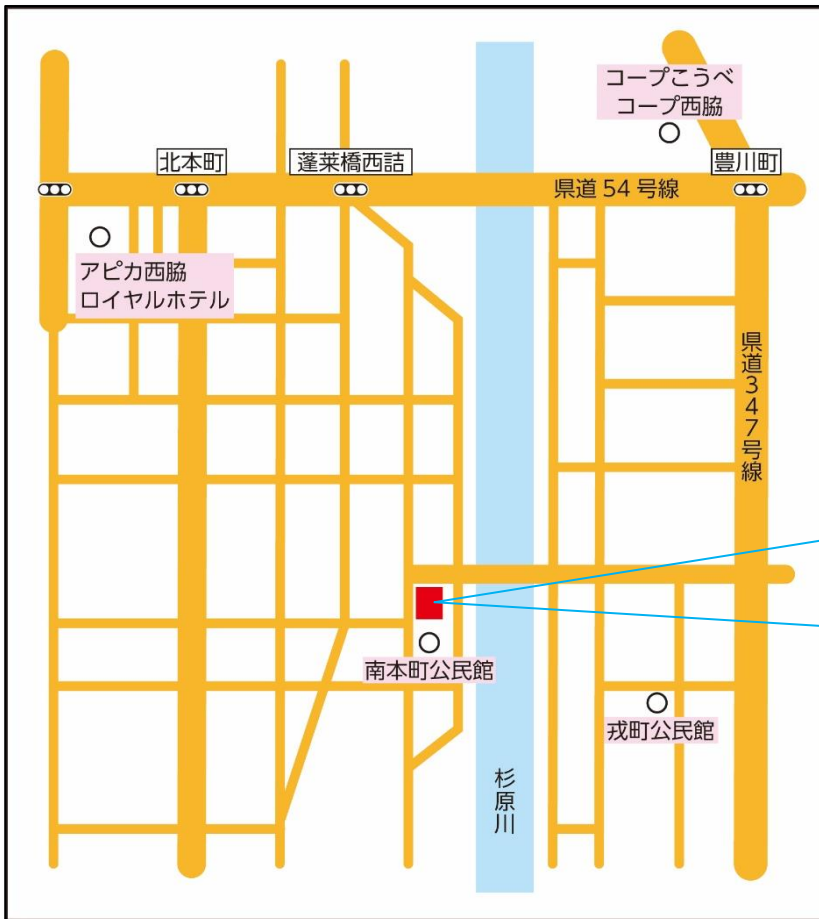 コープこうべ
コープ西脇
北本町
蓬莱橋西詰
豊川町
県道 54 号線
アピカ西脇
ロイヤルホテル
県道347号線
南本町公民館
戎町公民館
杉原川